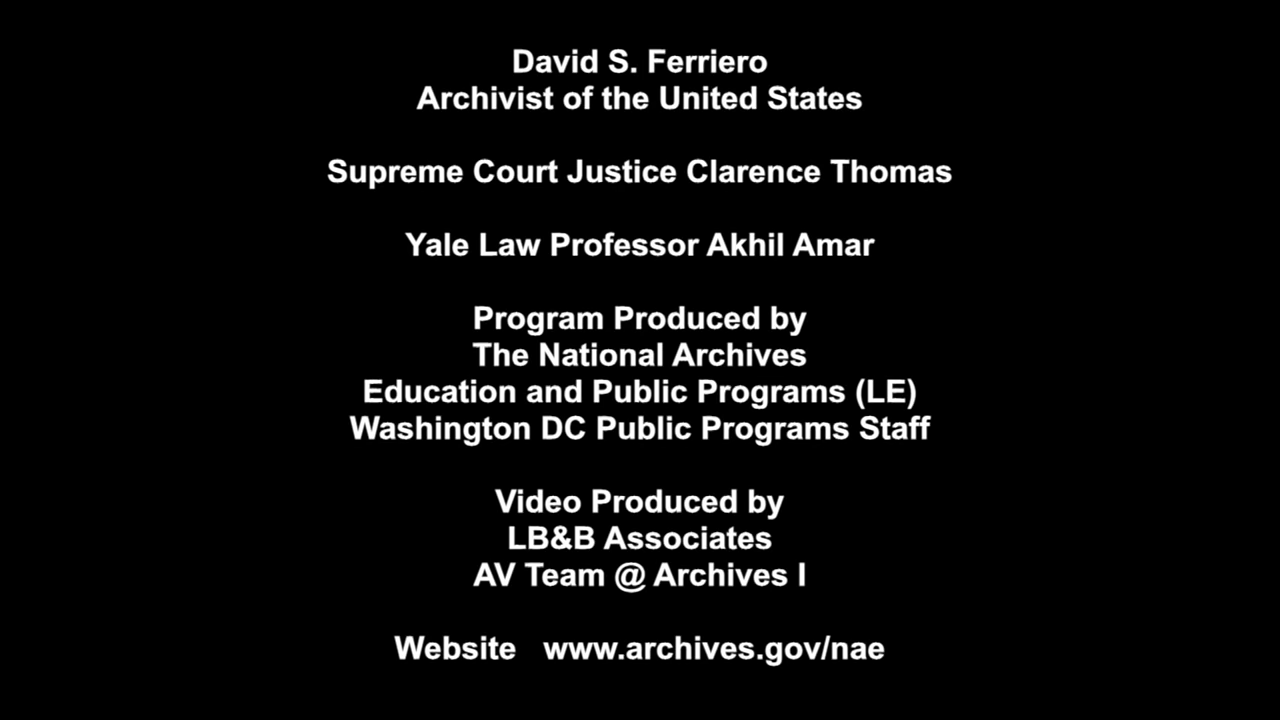 David S. Ferriero
Archivist of the United States
Supreme Court Justice Clarence Thomas
Yale Law Professor Akhil Amar
Program Produced by
The National Archives
Education and Public Programs (LE)
Washington DC Public Programs Staff
Video Produced by
LB&B Associates
AV Team @ Archives I
Website www.archives.gov/nae